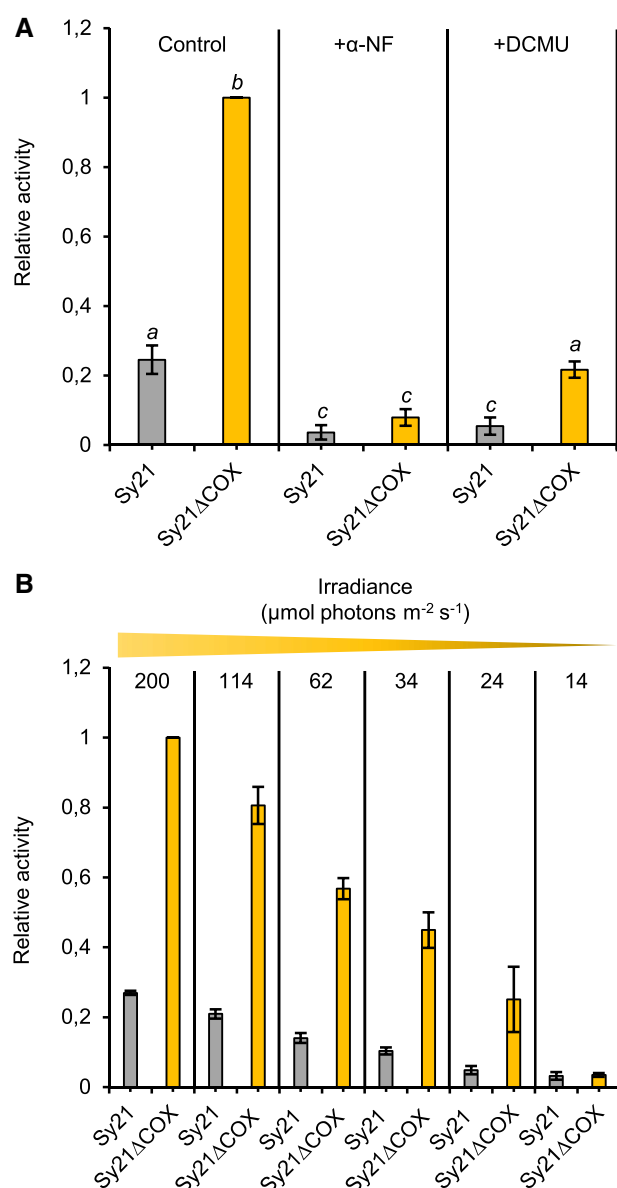 A
Relative activity
1,2
1
0,8
0,6
0,4
0,2
0
Control
+α-NF
+DCMU
a
b
c
c
c
a
Sy21
Sy21ΔCOX
Sy21
Sy21ΔCOX
Sy21
Sy21ΔCOX
B
Irradiance
(µmol photons m⁻² s⁻¹)
Relative activity
1,2
1
0,8
0,6
0,4
0,2
0
200
114
62
34
24
14
Sy21
Sy21ΔCOX
Sy21
Sy21ΔCOX
Sy21
Sy21ΔCOX
Sy21
Sy21ΔCOX
Sy21
Sy21ΔCOX
Sy21
Sy21ΔCOX